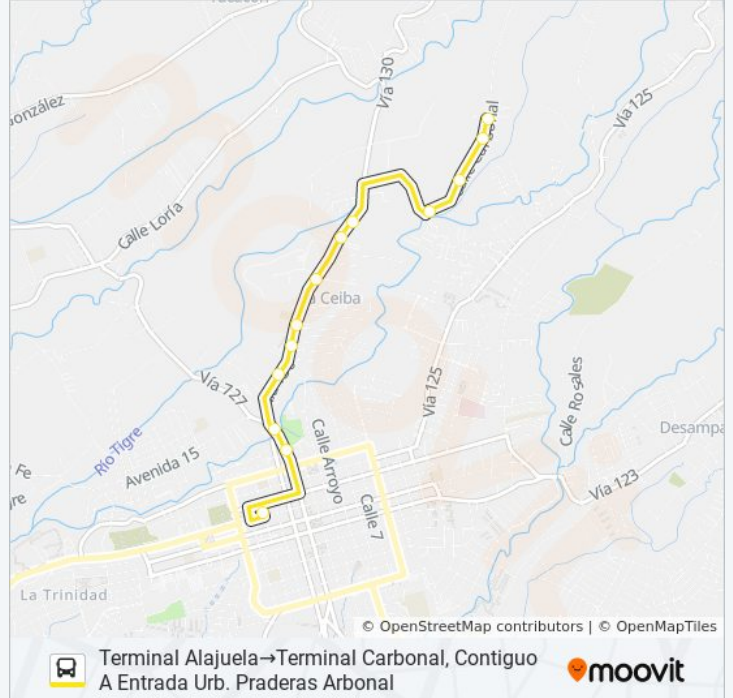 González
Vía 130
Vía 125
Calle Loría
Ceiba
Vía 727
Vía 125
Calle Rosales
Río Tigre
Avenida 15
Calle Arroyo
Calle 7
Desampa
Fe
Vía 123
La Trinidad
© OpenStreetMap contributors | © OpenMapTiles
Terminal Alajuela→Terminal Carbonal, Contiguo
A Entrada Urb. Praderas Arbonal
moovit